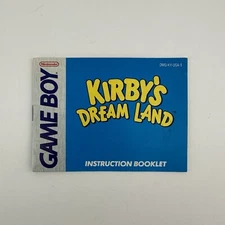 Nintendo
GAME BOY
KIRBY'S
DREAM LAND
INSTRUCTION BOOKLET